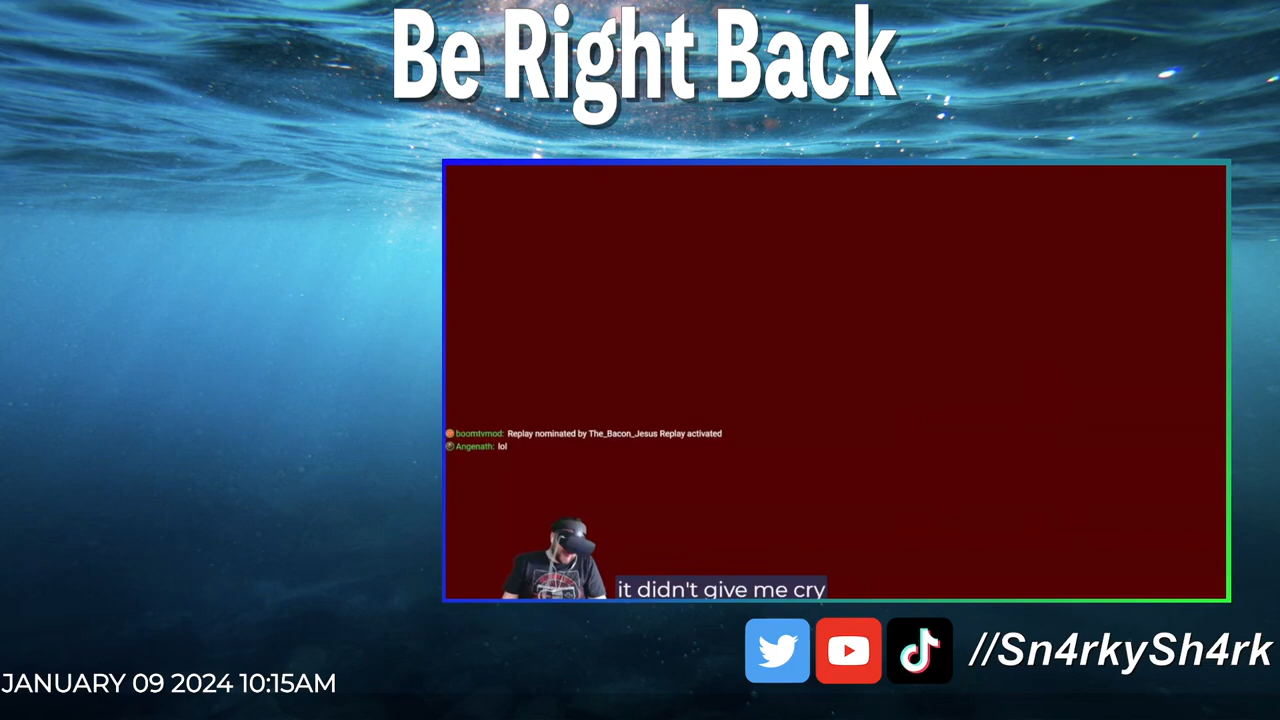 Be Right Back
boomtvmod: Replay nominated by The_Bacon_Jesus Replay activated
Angenath: lol
it didn't give me cry
//Sn4rkySh4rk
JANUARY 09 2024 10:15AM